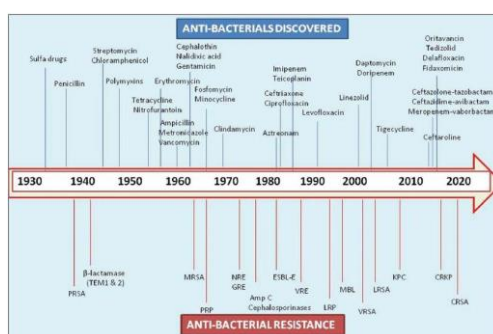 ANTI-BACTERIALS DISCOVERED
Sulfa drugs
Penicillin
Streptomycin
Chloramphenicol
Polymyxins
Tetracycline
Nitrofurantoin
Erythromycin
Ampicillin
Metronicazole
Vancomycin
Cephalothin
Nalidixic acid
Gentamicin
Fosfomycin
Minocycline
Clindamycin
Aztreonam
Imipenem
Teicoplanin
Ceftriaxone
Ciprofloxacin
Levofloxacin
Linezolid
Daptomycin
Doripenem
Tigecycline
Oritavancin
Tedizolid
Delafloxacin
Fidaxomicin
Ceftazolone-tazobactam
Ceftazidime-avibactam
Meropenem-vaborbactam
Ceftaroline
1930 1940 1950 1960 1970 1980 1990 2000 2010 2020
PRSA
β-lactamase
(TEM1 & 2)
MRSA
PRP
NRE
GRE
Amp C
Cephalosporinases
ESBL-E
VRE
LRP
MBL
VRSA
LRSA
KPC
CRKP
CRSA
ANTI-BACTERIAL RESISTANCE